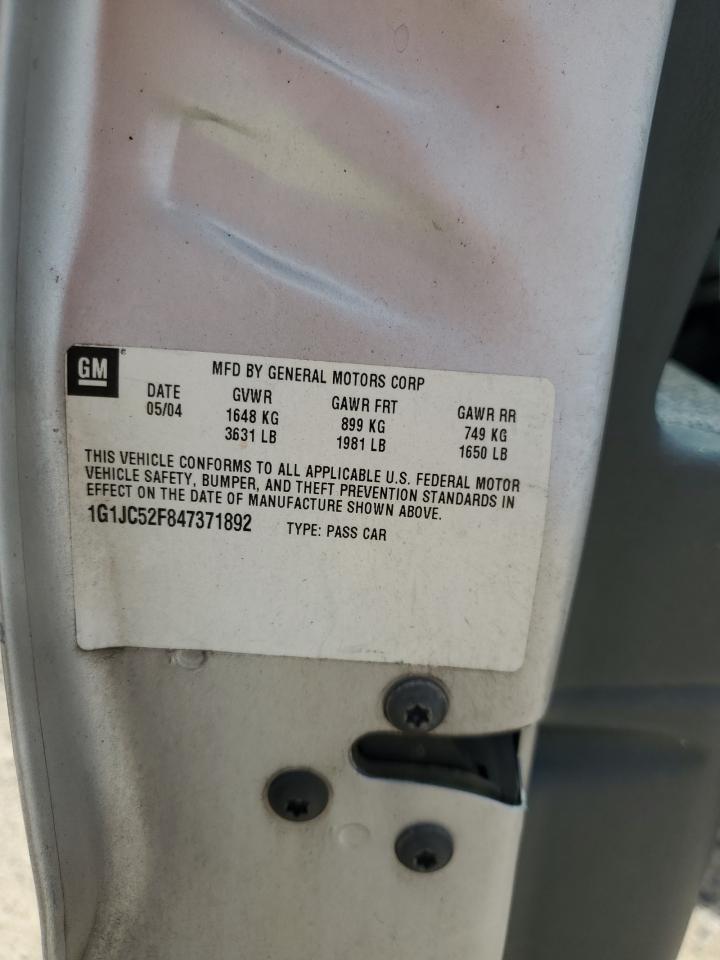 GM
MFD BY GENERAL MOTORS CORP
DATE GVWR GAWR FRT GAWR RR
05/04 1648 KG 899 KG 749 KG
3631 LB 1981 LB 1650 LB
THIS VEHICLE CONFORMS TO ALL APPLICABLE U.S. FEDERAL MOTOR
VEHICLE SAFETY, BUMPER, AND THEFT PREVENTION STANDARDS IN
EFFECT ON THE DATE OF MANUFACTURE SHOWN ABOVE.
1G1JC52F847371892 TYPE: PASS CAR